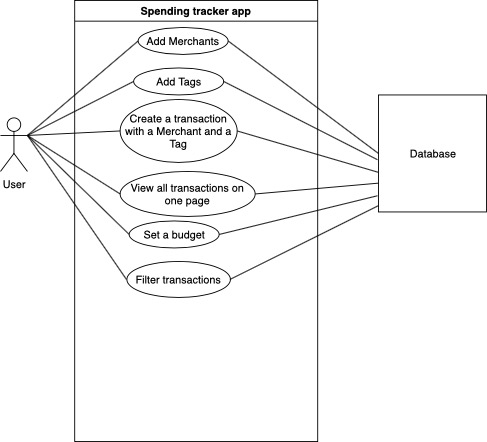 Spending tracker app
Add Merchants
Add Tags
Create a transaction
with a Merchant and a
Tag
User
Database
View all transactions on
one page
Set a budget
Filter transactions